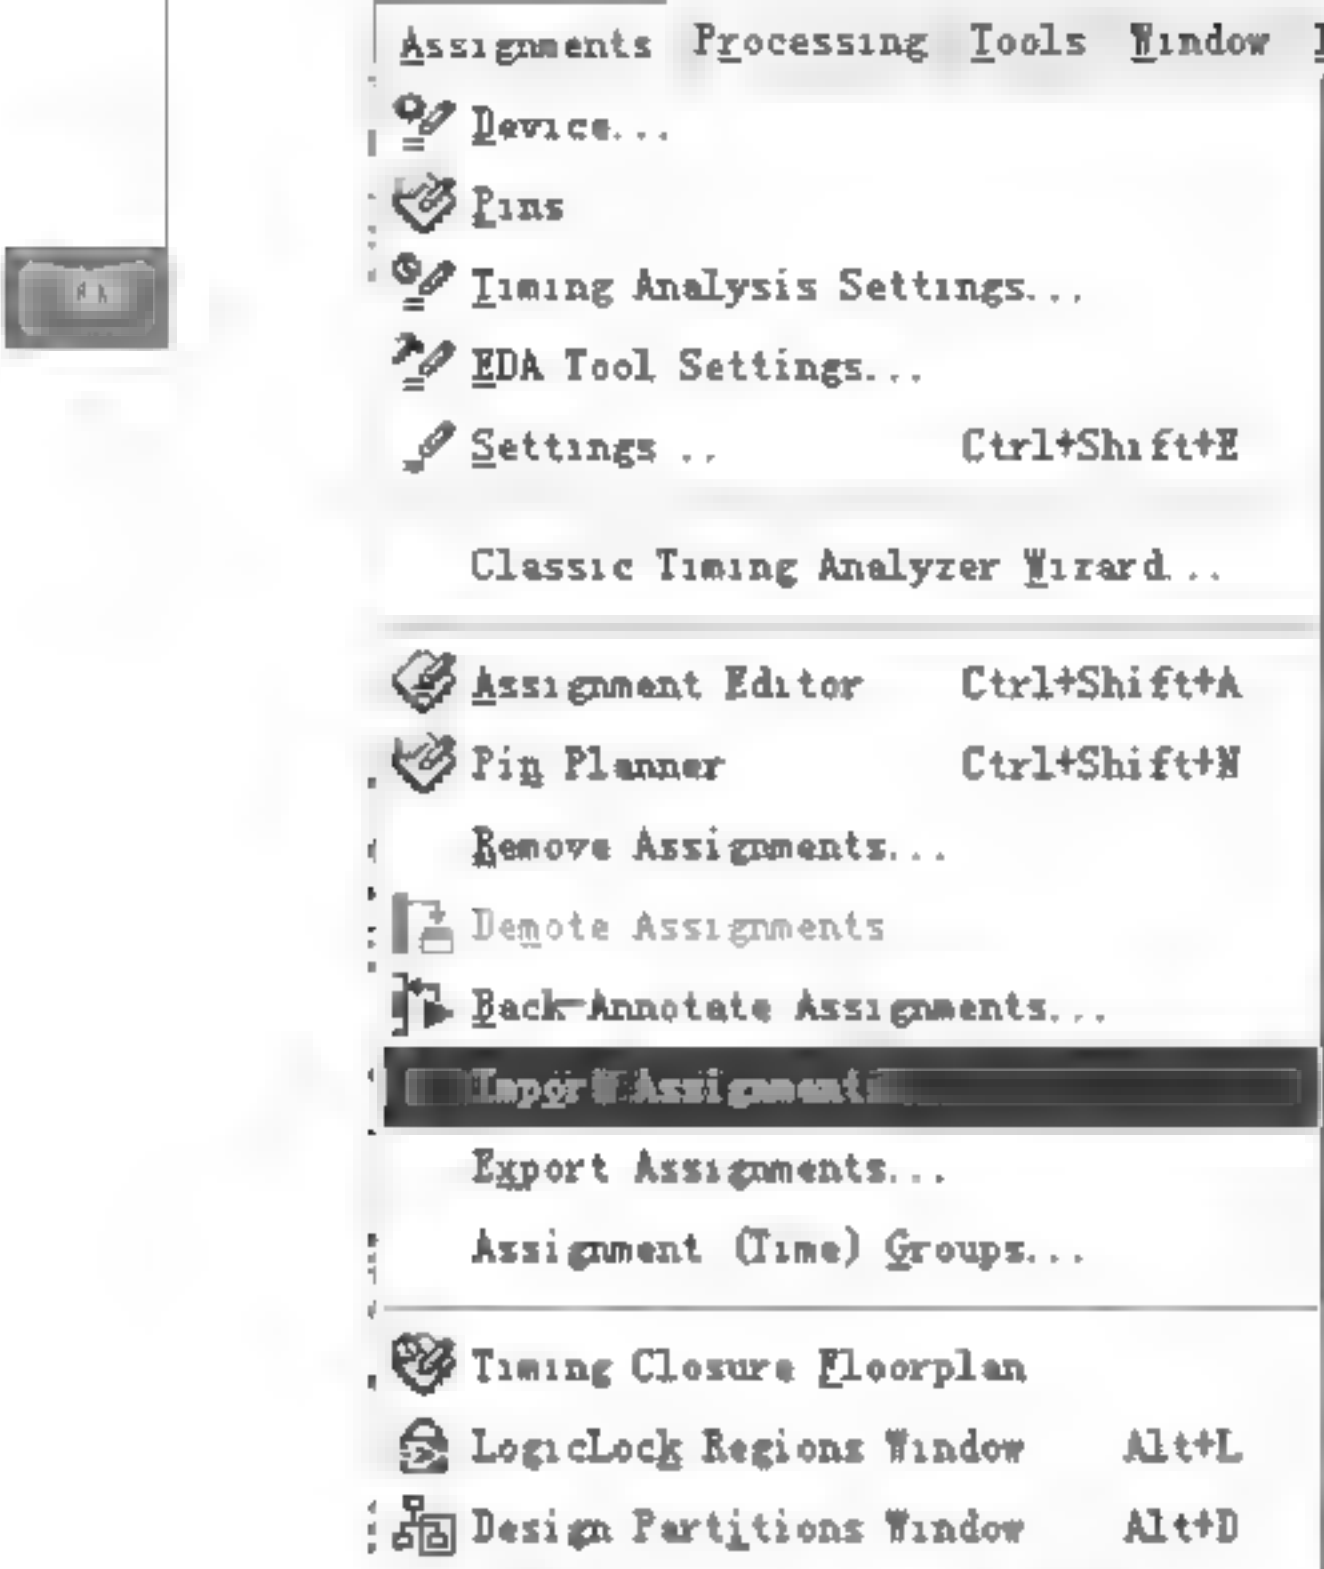 Assignments Processing Tools Window
Device...
Pins
Timing Analysis Settings...
EDA Tool Settings...
Settings... Ctrl+Shift+E
Classic Timing Analyzer Wizard...
Assignment Editor Ctrl+Shift+A
Pin Planner Ctrl+Shift+N
Remove Assignments...
Demote Assignments
Back-Annotate Assignments...
Import Assignments...
Export Assignments...
Assignment (Time) Groups...
Timing Closure Floorplan
LogicLock Regions Window Alt+L
Design Partitions Window Alt+D